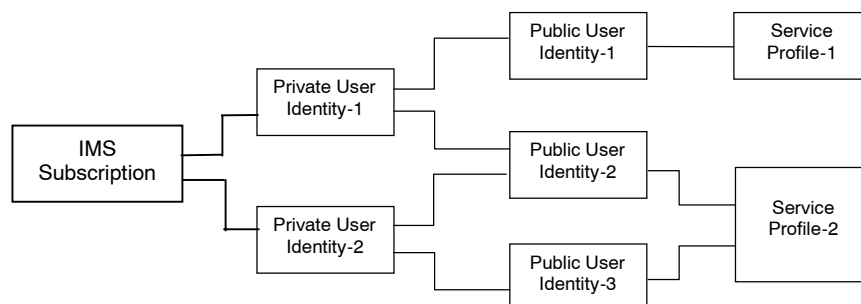 IMS
Subscription
Private User
Identity-1
Private User
Identity-2
Public User
Identity-1
Public User
Identity-2
Public User
Identity-3
Service
Profile-1
Service
Profile-2